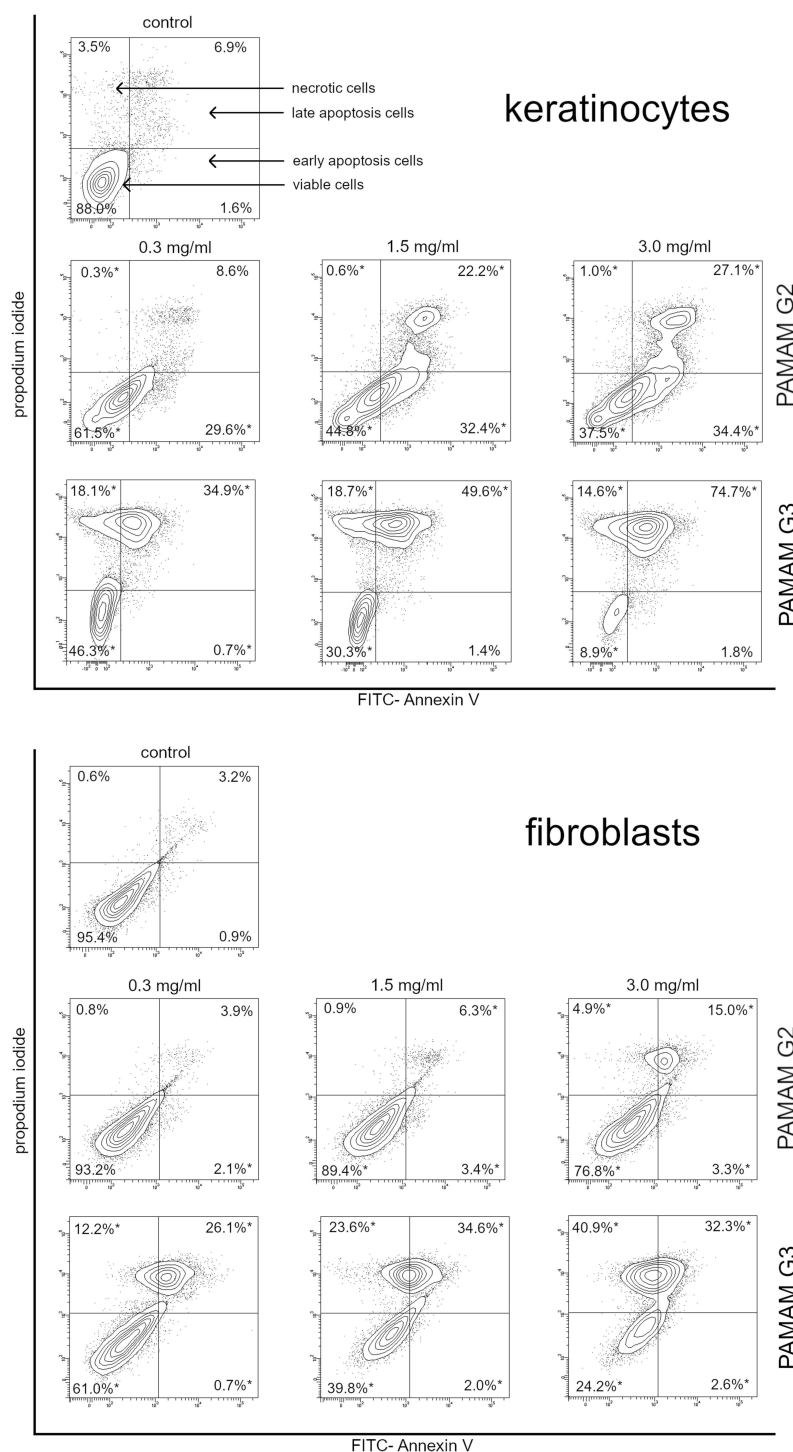 control
3.5% 6.9%
necrotic cells
late apoptosis cells
early apoptosis cells
viable cells
88.0% 1.6%
keratinocytes
0.3 mg/ml 1.5 mg/ml 3.0 mg/ml
0.3%* 8.6% 0.6%* 22.2%* 1.0%* 27.1%*
61.5%* 29.6%* 44.8%* 32.4%* 37.5%* 34.4%*
PAMAM G2
propodium iodide
18.1%* 34.9%* 18.7%* 49.6%* 14.6%* 74.7%*
46.3%* 0.7%* 30.3%* 1.4% 8.9%* 1.8%
PAMAM G3
FITC- Annexin V
control
0.6% 3.2%
95.4% 0.9%
fibroblasts
0.3 mg/ml 1.5 mg/ml 3.0 mg/ml
0.8% 3.9% 0.9% 6.3%* 4.9%* 15.0%*
93.2% 2.1%* 89.4%* 3.4%* 76.8%* 3.3%*
PAMAM G2
propodium iodide
12.2%* 26.1%* 23.6%* 34.6%* 40.9%* 32.3%*
61.0%* 0.7%* 39.8%* 2.0%* 24.2%* 2.6%*
PAMAM G3
FITC- Annexin V